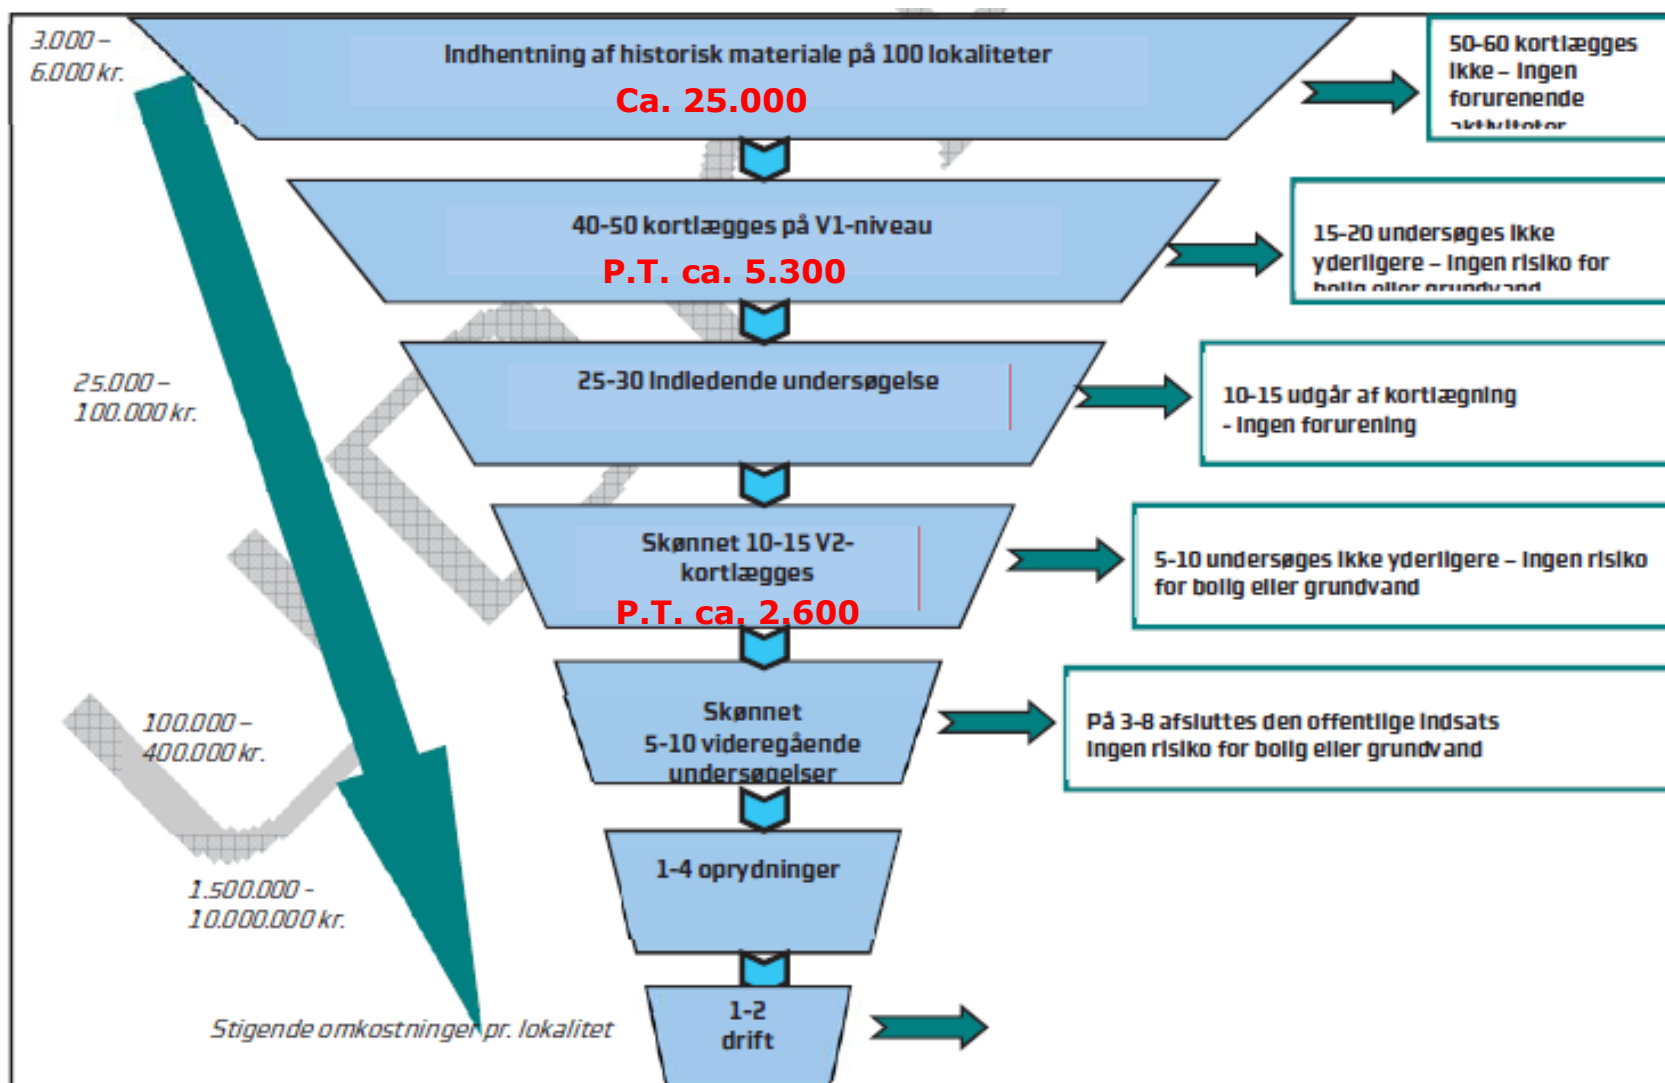 3.000 –
6.000 kr.
Indhentning af historisk materiale på 100 lokaliteter
Ca. 25.000
50-60 kortlægges
ikke – ingen
forurenende
aktiviteter
40-50 kortlægges på V1-niveau
P.T. ca. 5.300
15-20 undersøges ikke
yderligere – ingen risiko for
bolig eller grundvand
25.000 –
100.000 kr.
25-30 indledende undersøgelse
10-15 udgår af kortlægning
- ingen forurening
Skønnet 10-15 V2-
kortlægges
P.T. ca. 2.600
5-10 undersøges ikke yderligere – ingen risiko
for bolig eller grundvand
100.000 –
400.000 kr.
Skønnet
5-10 videregående
undersøgelser
På 3-8 afsluttes den offentlige indsats
ingen risiko for bolig eller grundvand
1-4 oprydninger
1.500.000 -
10.000.000 kr.
Stigende omkostninger pr. lokalitet
1-2
drift